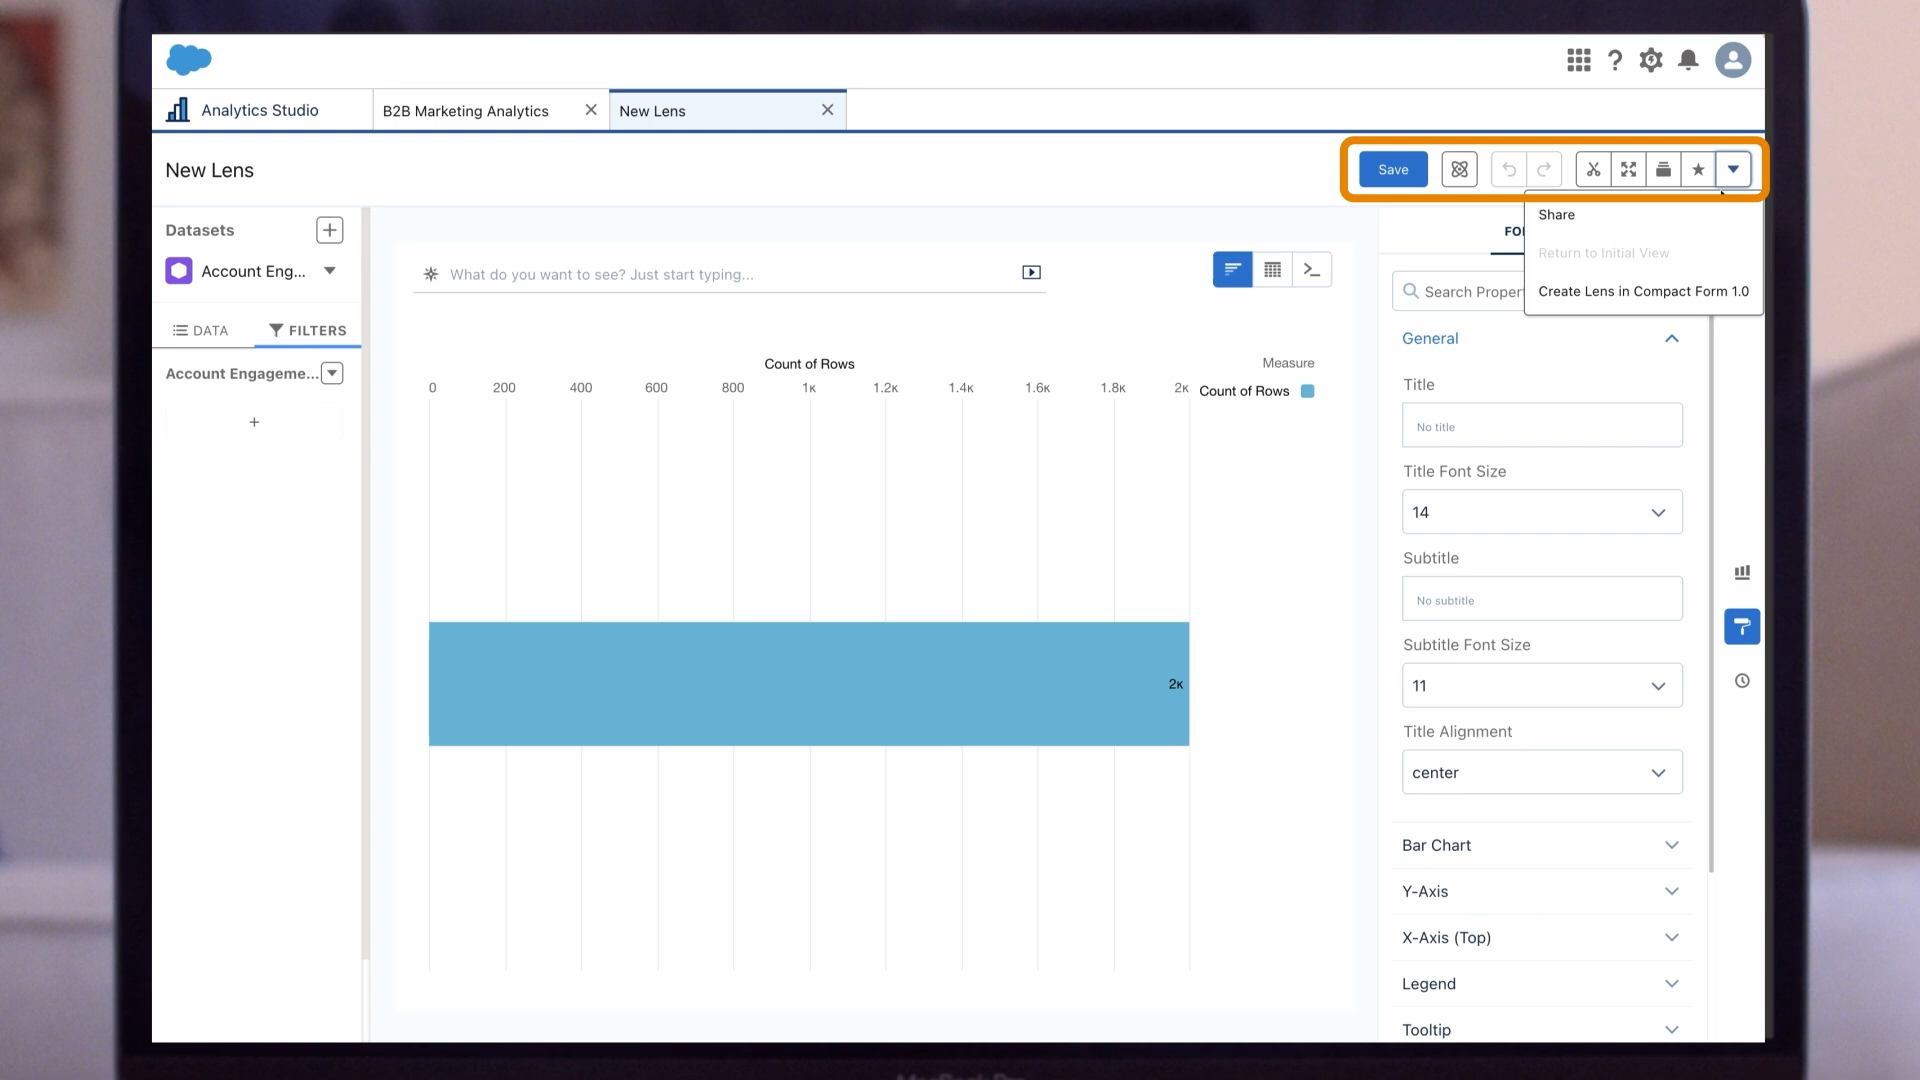 Analytics Studio
B2B Marketing Analytics
New Lens
New Lens
Save
Share
Return to Initial View
Create Lens in Compact Form 1.0
Datasets
Account Eng...
DATA
FILTERS
Account Engageme...
What do you want to see? Just start typing...
Count of Rows
0 200 400 600 800 1K 1.2K 1.4K 1.6K 1.8K 2K
Measure
Count of Rows
2K
FO
Search Proper
General
Title
No title
Title Font Size
14
Subtitle
No subtitle
Subtitle Font Size
11
Title Alignment
center
Bar Chart
Y-Axis
X-Axis (Top)
Legend
Tooltip